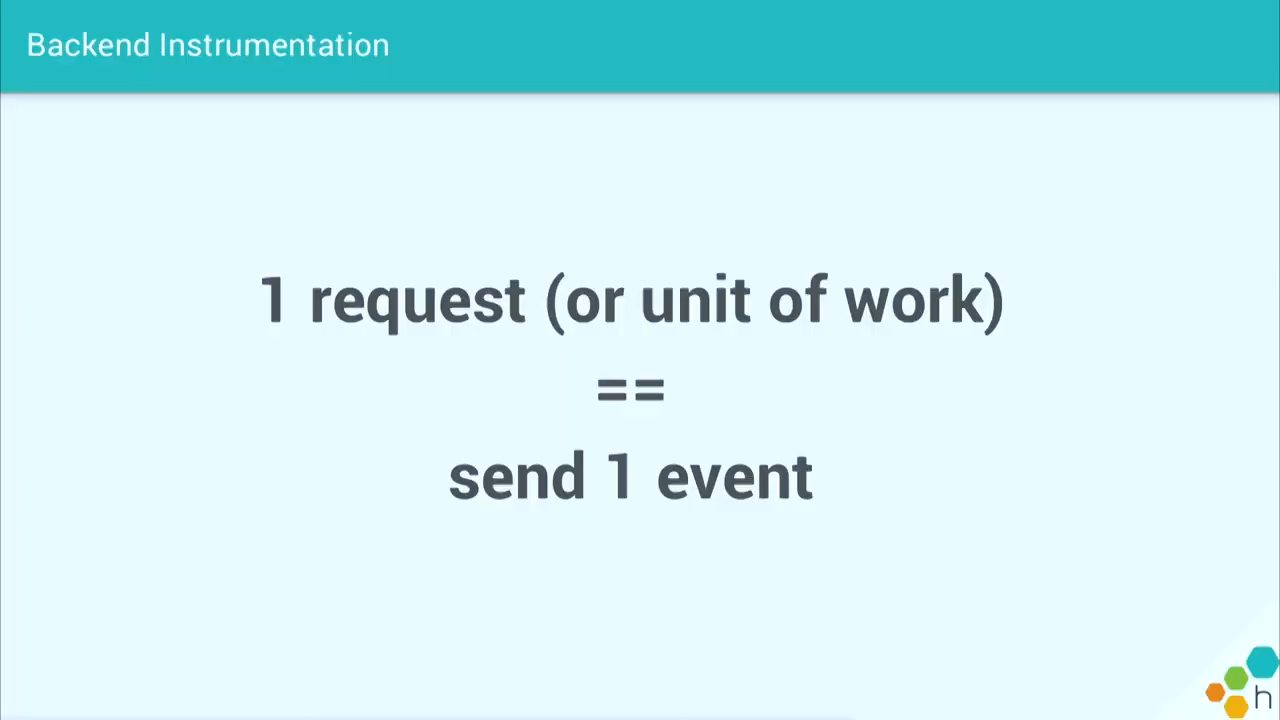 Backend Instrumentation
1 request (or unit of work)
==
send 1 event
h